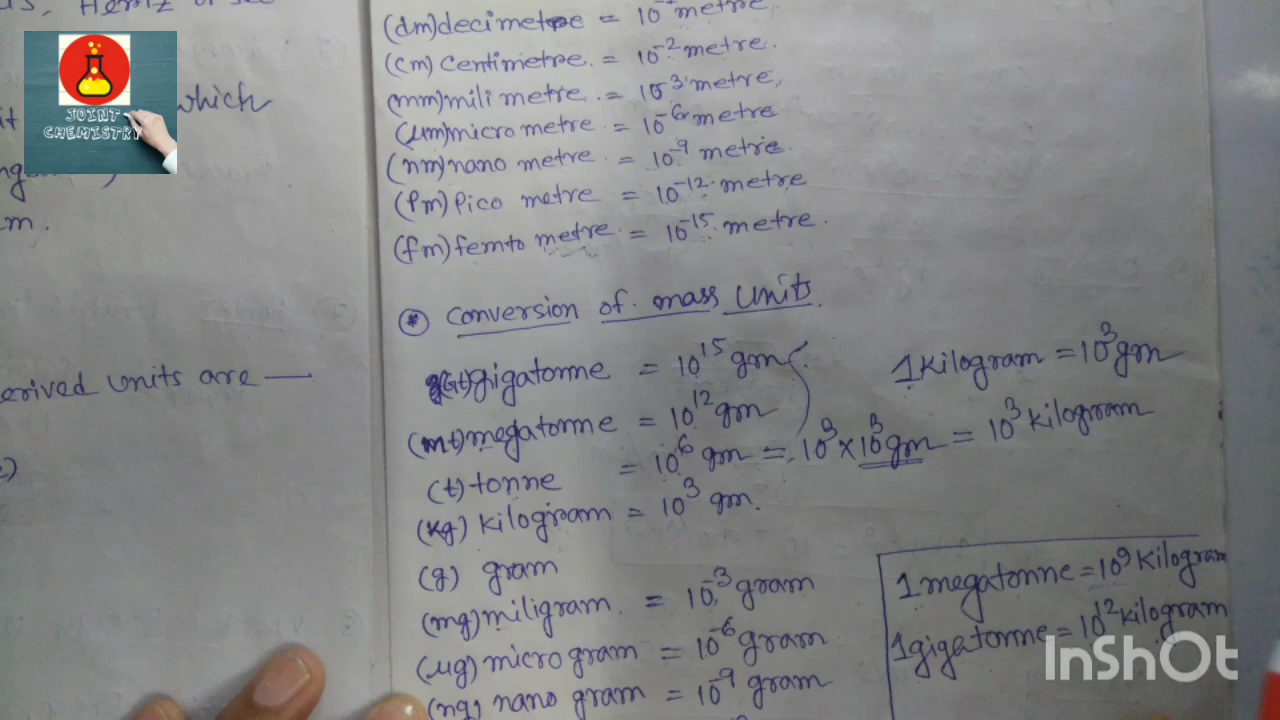 Hertz or sec
which
m.
erived units are —
(dm)decimetre = 10 metre.
(cm) centimetre. = 10⁻² metre.
(mm)mili metre. = 10⁻³ metre.
(μm)micro metre = 10⁻⁶ metre
(nm)nano metre = 10⁻⁹ metre.
(Pm) Pico metre = 10⁻¹² metre
(fm) femto metre = 10⁻¹⁵ metre.
* conversion of mass units.
(Gt)gigatonne = 10¹⁵ gm
1 Kilogram = 10³ gm
(mt)megatonne = 10¹² gm
(t) tonne = 10⁶ gm = 10³ × 10³ gm = 10³ kilogram
(kg) kilogram = 10³ gm.
(g) gram
(mg)miligram = 10⁻³ gram
(μg) micro gram = 10⁻⁶ gram
(ng) nano gram = 10⁻⁹ gram
1 megatonne = 10⁹ Kilogram
1 gigatonne = 10¹² kilogram
JOINT
CHEMISTRY
InShOt